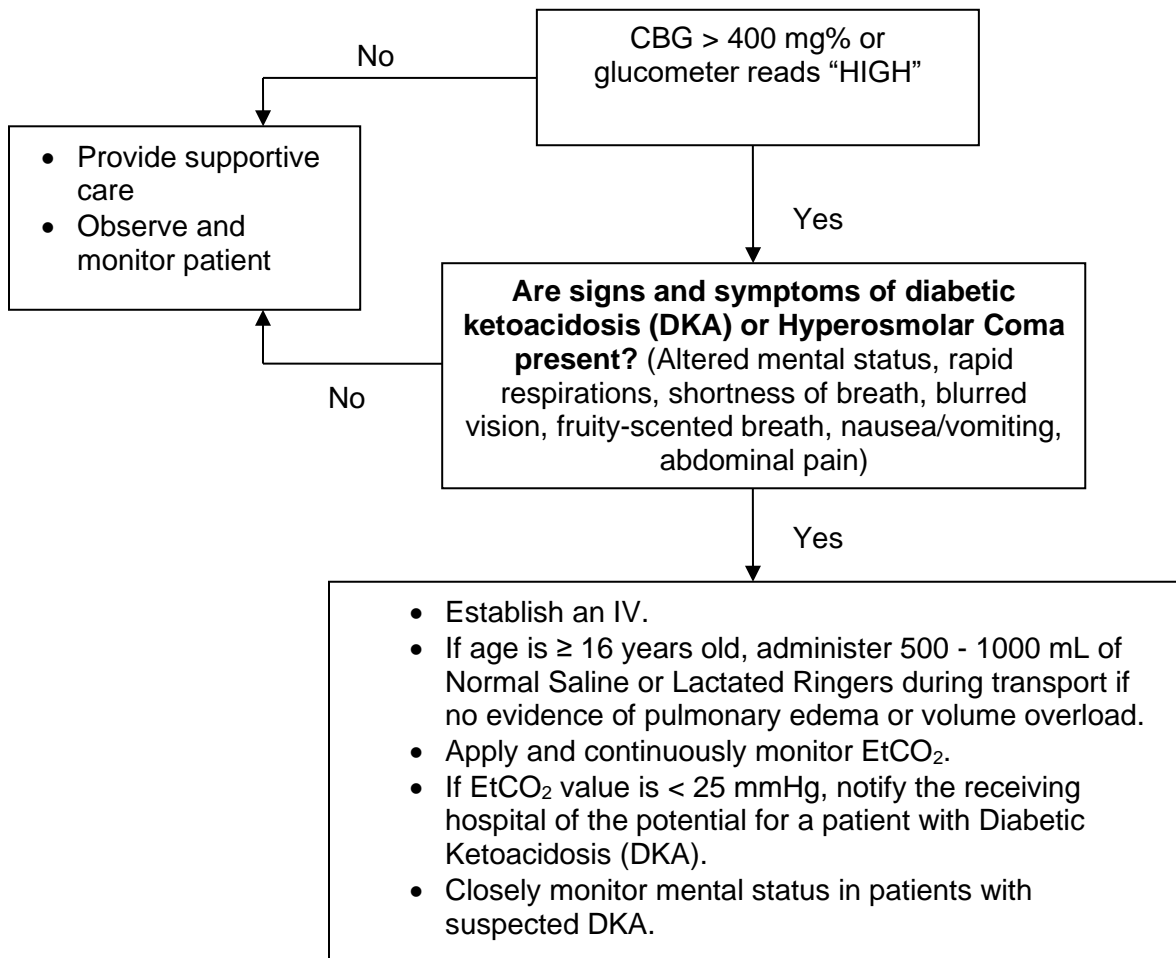 CBG > 400 mg% or
glucometer reads “HIGH”
No
• Provide supportive
care
• Observe and
monitor patient
Yes
Are signs and symptoms of diabetic
ketoacidosis (DKA) or Hyperosmolar Coma
present? (Altered mental status, rapid
respirations, shortness of breath, blurred
vision, fruity-scented breath, nausea/vomiting,
abdominal pain)
No
Yes
• Establish an IV.
• If age is ≥ 16 years old, administer 500 - 1000 mL of
Normal Saline or Lactated Ringers during transport if
no evidence of pulmonary edema or volume overload.
• Apply and continuously monitor EtCO₂.
• If EtCO₂ value is < 25 mmHg, notify the receiving
hospital of the potential for a patient with Diabetic
Ketoacidosis (DKA).
• Closely monitor mental status in patients with
suspected DKA.